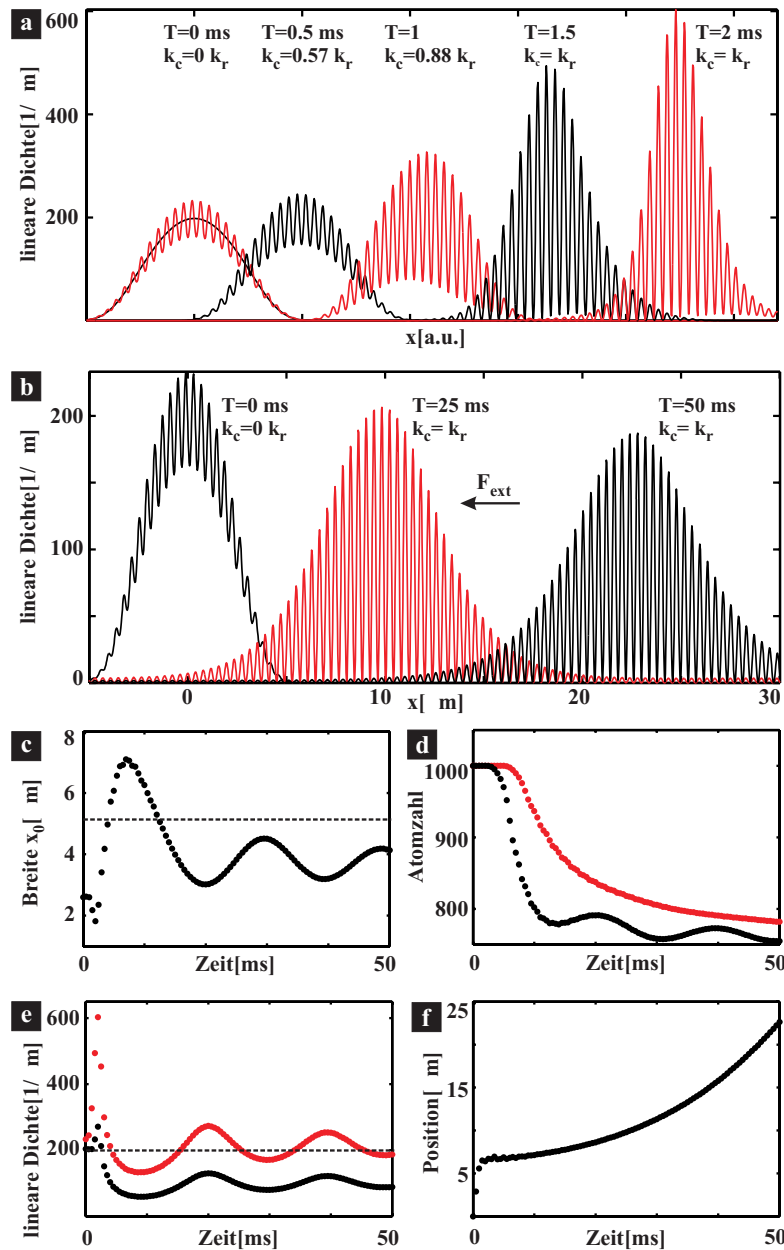 a
600
400
200
lineare Dichte[1/ m]
T=0 ms
k_c=0 k_r
T=0.5 ms
k_c=0.57 k_r
T=1
k_c=0.88 k_r
T=1.5
k_c= k_r
T=2 ms
k_c= k_r
x[a.u.]
b
200
100
0
lineare Dichte[1/ m]
T=0 ms
k_c=0 k_r
T=25 ms
k_c= k_r
T=50 ms
k_c= k_r
F_ext
0
10
20
30
x[ m]
c
8
6
4
2
Breite x_0[ m]
0
Zeit[ms]
50
d
1000
900
800
Atomzahl
0
Zeit[ms]
50
e
600
400
200
lineare Dichte[1/ m]
0
Zeit[ms]
50
f
25
15
5
Position[ m]
0
Zeit[ms]
50